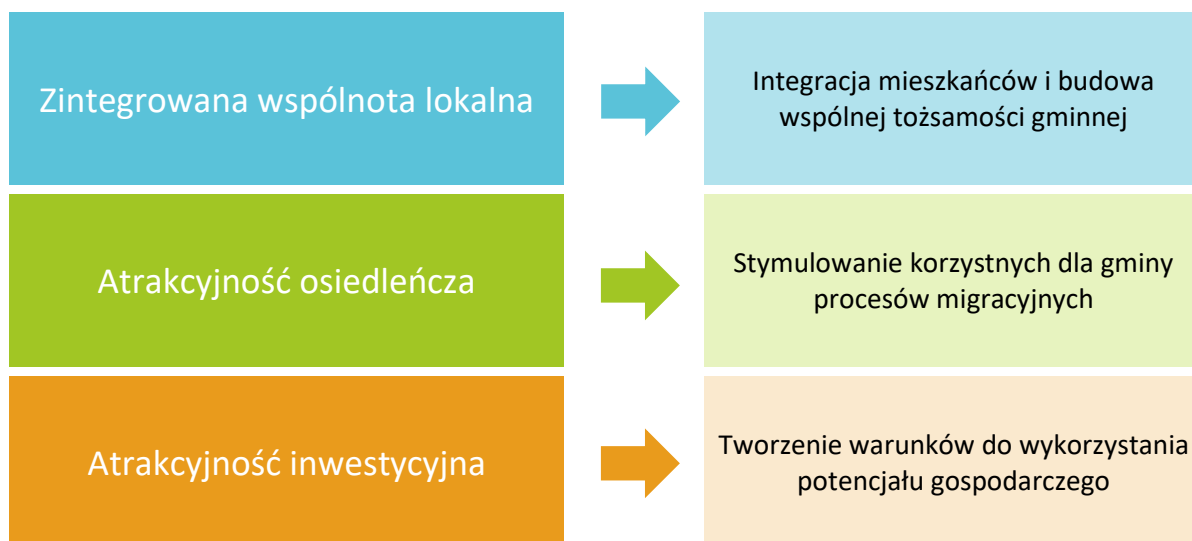 Zintegrowana wspólnota lokalna
Integracja mieszkańców i budowa
wspólnej tożsamości gminnej
Atrakcyjność osiedleńcza
Stymulowanie korzystnych dla gminy
procesów migracyjnych
Atrakcyjność inwestycyjna
Tworzenie warunków do wykorzystania
potencjału gospodarczego